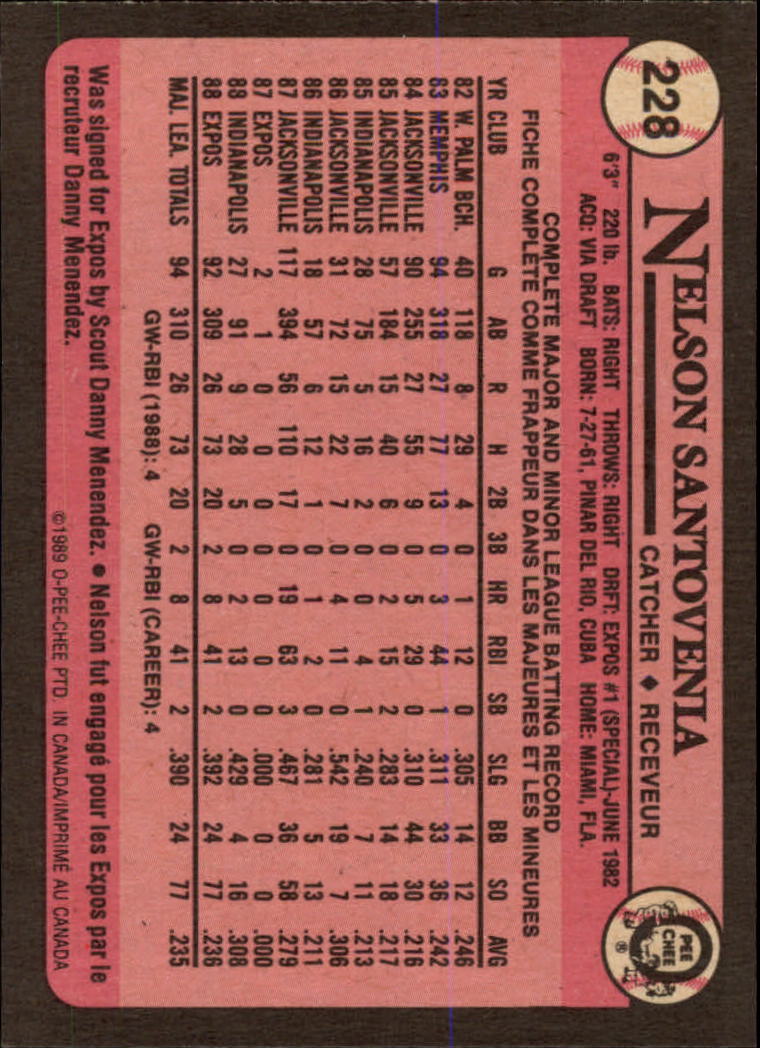 228
NELSON SANTOVENIA
CATCHER ◆ RECEVEUR
PEE CHEE ®
6'3" 220 lb. BATS: RIGHT THROWS: RIGHT DRFT: EXPOS #1 (SPECIAL)-JUNE 1982
ACQ: VIA DRAFT BORN: 7-27-61, PINAR DEL RIO, CUBA HOME: MIAMI, FLA.
COMPLETE MAJOR AND MINOR LEAGUE BATTING RECORD
FICHE COMPLETE COMME FRAPPEUR DANS LES MAJEURES ET LES MINEURES
YR CLUB G AB R H 2B 3B HR RBI SB SLG BB SO AVG
82 W. PALM BCH. 40 118 8 29 4 0 1 12 0 .305 14 12 .246
83 MEMPHIS 94 318 27 77 13 0 3 44 1 .311 33 36 .242
84 JACKSONVILLE 90 255 27 55 9 0 5 29 0 .310 44 30 .216
85 JACKSONVILLE 57 184 15 40 6 0 2 15 2 .283 14 18 .217
85 INDIANAPOLIS 28 75 5 16 2 0 0 4 1 .240 7 11 .213
86 JACKSONVILLE 31 72 15 22 7 0 4 11 0 .542 19 7 .306
86 INDIANAPOLIS 18 57 6 12 1 0 1 2 0 .281 5 13 .211
87 JACKSONVILLE 117 394 56 110 17 0 19 63 3 .467 36 58 .279
87 EXPOS 2 1 0 0 0 0 0 0 0 .000 0 0 .000
88 INDIANAPOLIS 27 91 9 28 5 0 2 13 0 .429 4 16 .308
88 EXPOS 92 309 26 73 20 2 8 41 2 .392 24 77 .236
MAJ. LEA. TOTALS 94 310 26 73 20 2 8 41 2 .390 24 77 .235
GW-RBI (1988): 4 GW-RBI (CAREER): 4
Was signed for Expos by Scout Danny Menendez. ● Nelson fut engagé pour les Expos par le
recruteur Danny Menendez.
©1989 O-PEE-CHEE PTD. IN CANADA/IMPRIMÉ AU CANADA